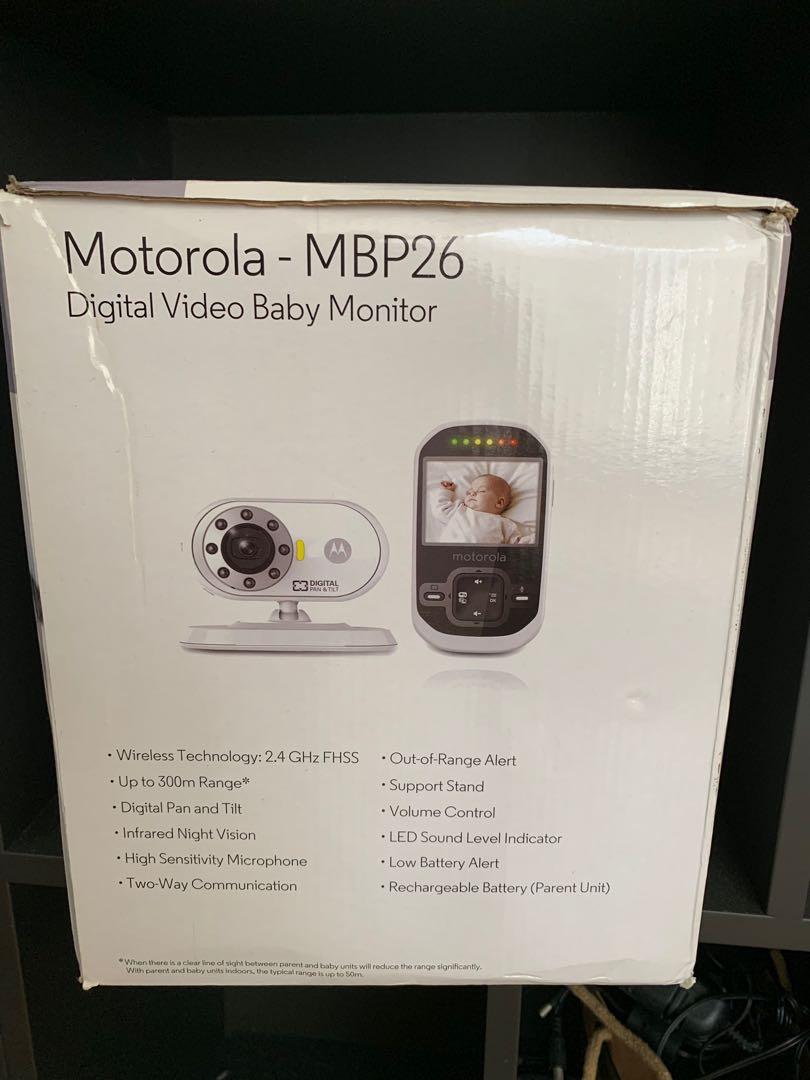 Motorola - MBP26
Digital Video Baby Monitor
motorola
DIGITAL
PAN & TILT
OK
• Wireless Technology: 2.4 GHz FHSS
• Up to 300m Range*
• Digital Pan and Tilt
• Infrared Night Vision
• High Sensitivity Microphone
• Two-Way Communication
• Out-of-Range Alert
• Support Stand
• Volume Control
• LED Sound Level Indicator
• Low Battery Alert
• Rechargeable Battery (Parent Unit)
*When there is a clear line of sight between parent and baby units will reduce the range significantly.
With parent and baby units indoors, the typical range is up to 50m.